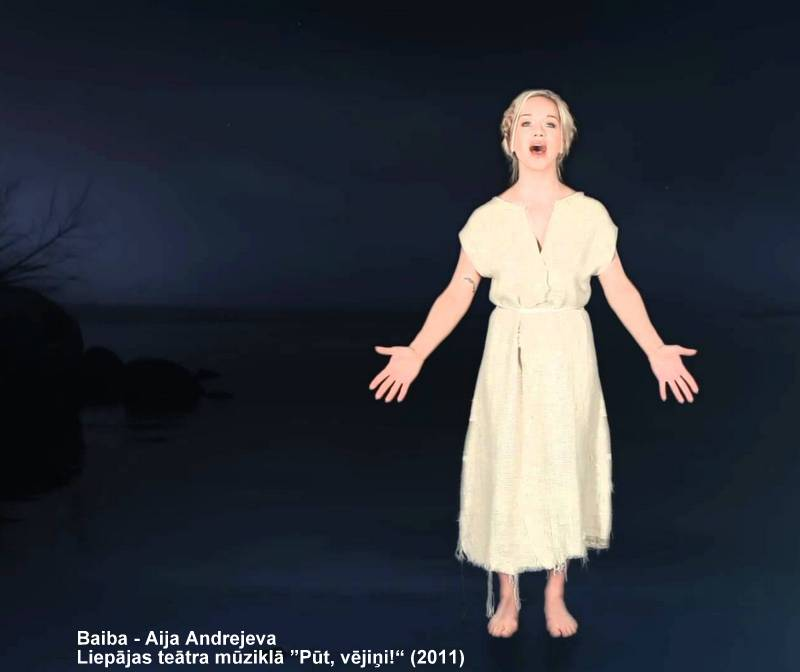 Baiba - Aija Andrejeva
Liepājas teātra mūziklā ”Pūt, vējiņi!“ (2011)